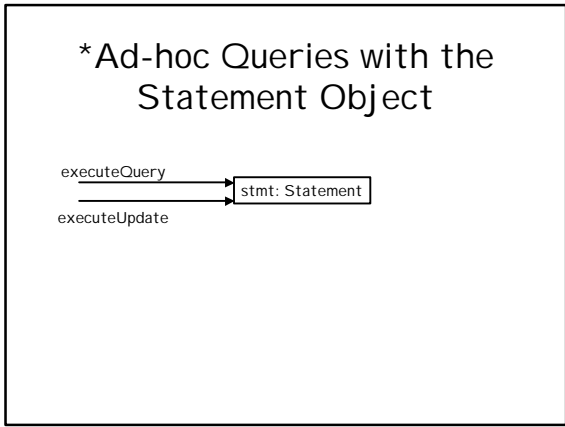 *Ad-hoc Queries with the
Statement Object
executeQuery
stmt: Statement
executeUpdate